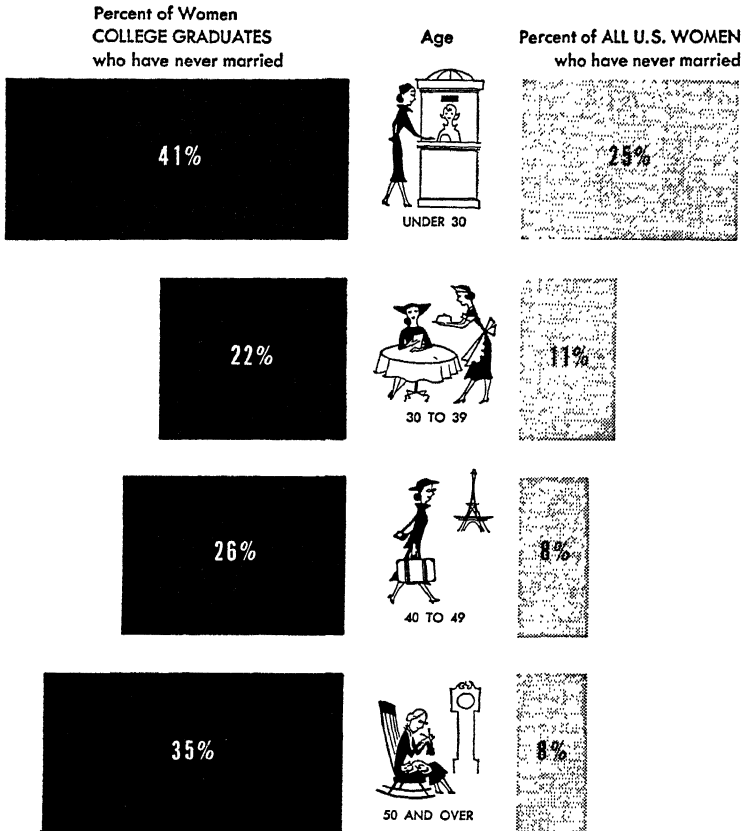 Percent of Women
COLLEGE GRADUATES
who have never married
Age
Percent of ALL U.S. WOMEN
who have never married
41%
UNDER 30
25%
22%
30 TO 39
11%
26%
40 TO 49
8%
35%
50 AND OVER
8%